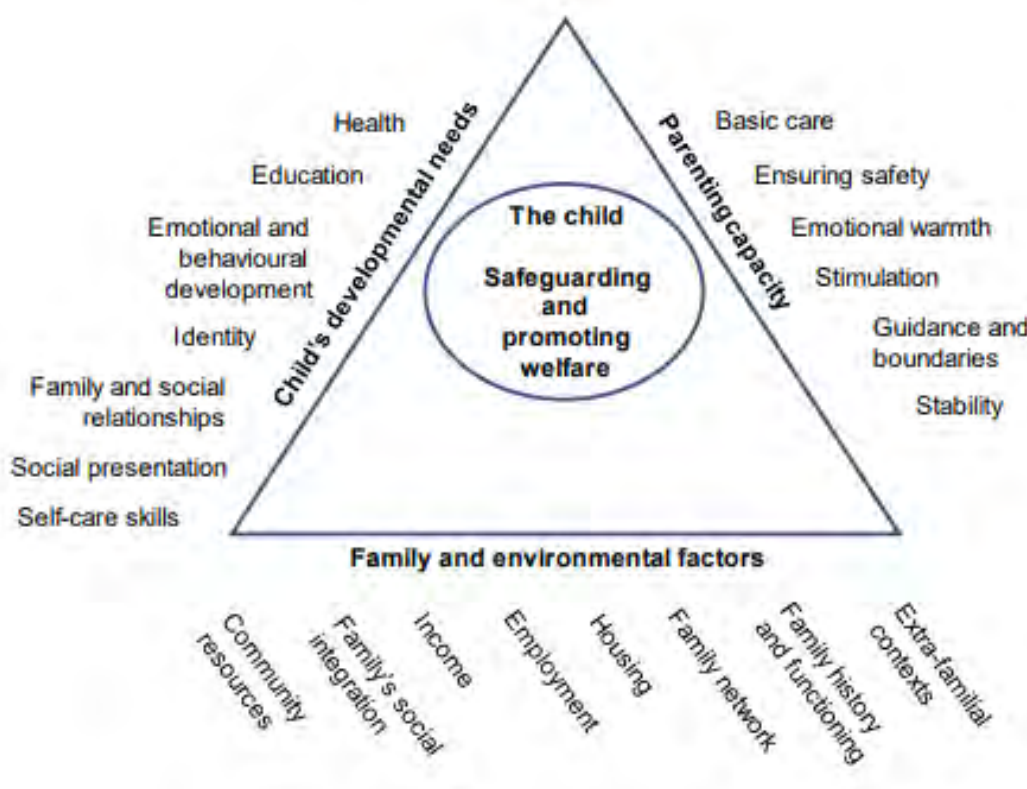 Health
Education
Emotional and
behavioural
development
Identity
Family and social
relationships
Social presentation
Self-care skills
Child's developmental needs
The child
Safeguarding
and
promoting
welfare
Parenting capacity
Basic care
Ensuring safety
Emotional warmth
Stimulation
Guidance and
boundaries
Stability
Family and environmental factors
Community
resources
Family's social
integration
Income
Employment
Housing
Family network
Family history
and functioning
Extra-familial
contexts